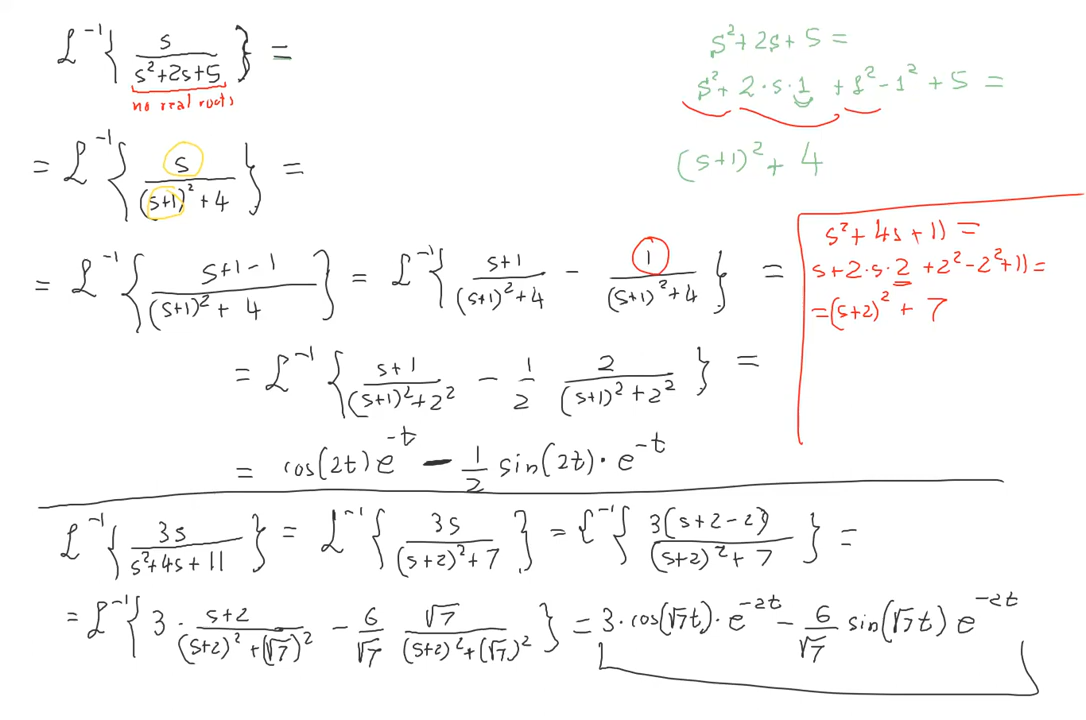 ℒ⁻¹{ s / (s²+2s+5) } =
no real roots
s²+2s+5 =
s²+ 2·s·1 +1²-1²+5 =
(s+1)²+ 4
= ℒ⁻¹{ s / ((s+1)²+4) } =
= ℒ⁻¹{ (s+1-1) / ((s+1)²+ 4) } = ℒ⁻¹{ (s+1) / ((s+1)²+4) - 1 / ((s+1)²+4) } =
= ℒ⁻¹{ (s+1) / ((s+1)²+2²) - 1/2 2 / ((s+1)²+2²) } =
= cos(2t)e^(-t) - 1/2 sin(2t)· e^(-t)
s²+ 4s+11 =
s+2·s·2 +2²-2²+11 =
=(s+2)² + 7
ℒ⁻¹{ 3s / (s²+4s+11) } = ℒ⁻¹{ 3s / ((s+2)²+7) } = {⁻¹{ 3(s+2-2) / ((s+2)²+7) } =
= ℒ⁻¹{ 3· (s+2) / ((s+2)²+(√7)²) - 6/√7 √7 / ((s+2)²+(√7)²) } = 3·cos(√7t)·e^(-2t) - 6/√7 sin(√7t) e^(-2t)